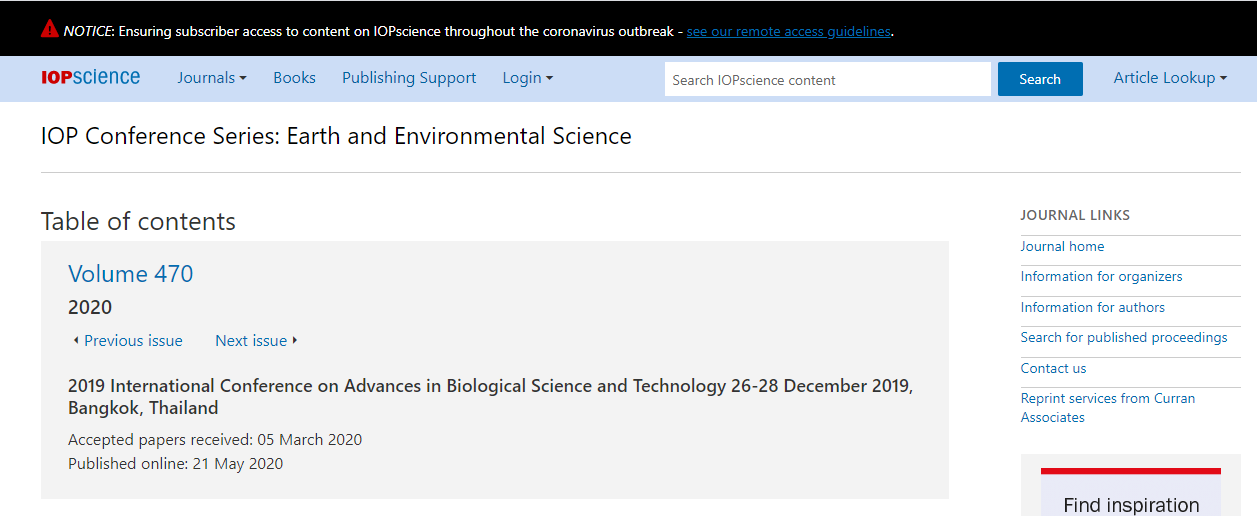 NOTICE: Ensuring subscriber access to content on IOPscience throughout the coronavirus outbreak - see our remote access guidelines.
IOPscience Journals Books Publishing Support Login Search IOPscience content Search Article Lookup
IOP Conference Series: Earth and Environmental Science
Table of contents
Volume 470
2020
Previous issue Next issue
2019 International Conference on Advances in Biological Science and Technology 26-28 December 2019,
Bangkok, Thailand
Accepted papers received: 05 March 2020
Published online: 21 May 2020
JOURNAL LINKS
Journal home
Information for organizers
Information for authors
Search for published proceedings
Contact us
Reprint services from Curran
Associates
Find inspiration